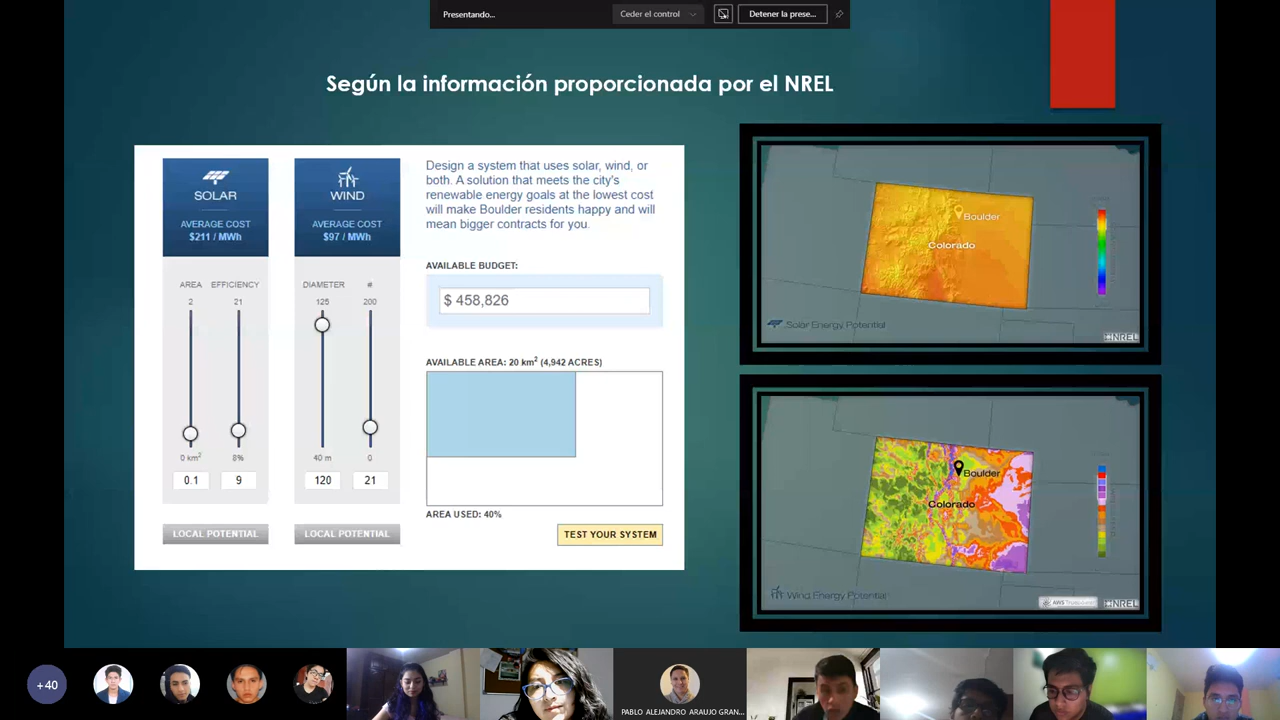 Presentando...
Ceder el control
Detener la prese...
Según la información proporcionada por el NREL
SOLAR
AVERAGE COST
$211 / MWh
AREA EFFICIENCY
2 21
0 km² 8%
0.1 9
LOCAL POTENTIAL
WIND
AVERAGE COST
$97 / MWh
DIAMETER #
125 200
40 m 0
120 21
LOCAL POTENTIAL
Design a system that uses solar, wind, or
both. A solution that meets the city's
renewable energy goals at the lowest cost
will make Boulder residents happy and will
mean bigger contracts for you.
AVAILABLE BUDGET:
$ 458,826
AVAILABLE AREA: 20 km² (4,942 ACRES)
AREA USED: 40%
TEST YOUR SYSTEM
Boulder
Colorado
Solar Energy Potential
NREL
Boulder
Colorado
Wind Energy Potential
AWS Truepower
NREL
+40
PABLO ALEJANDRO ARAUJO GRAN...